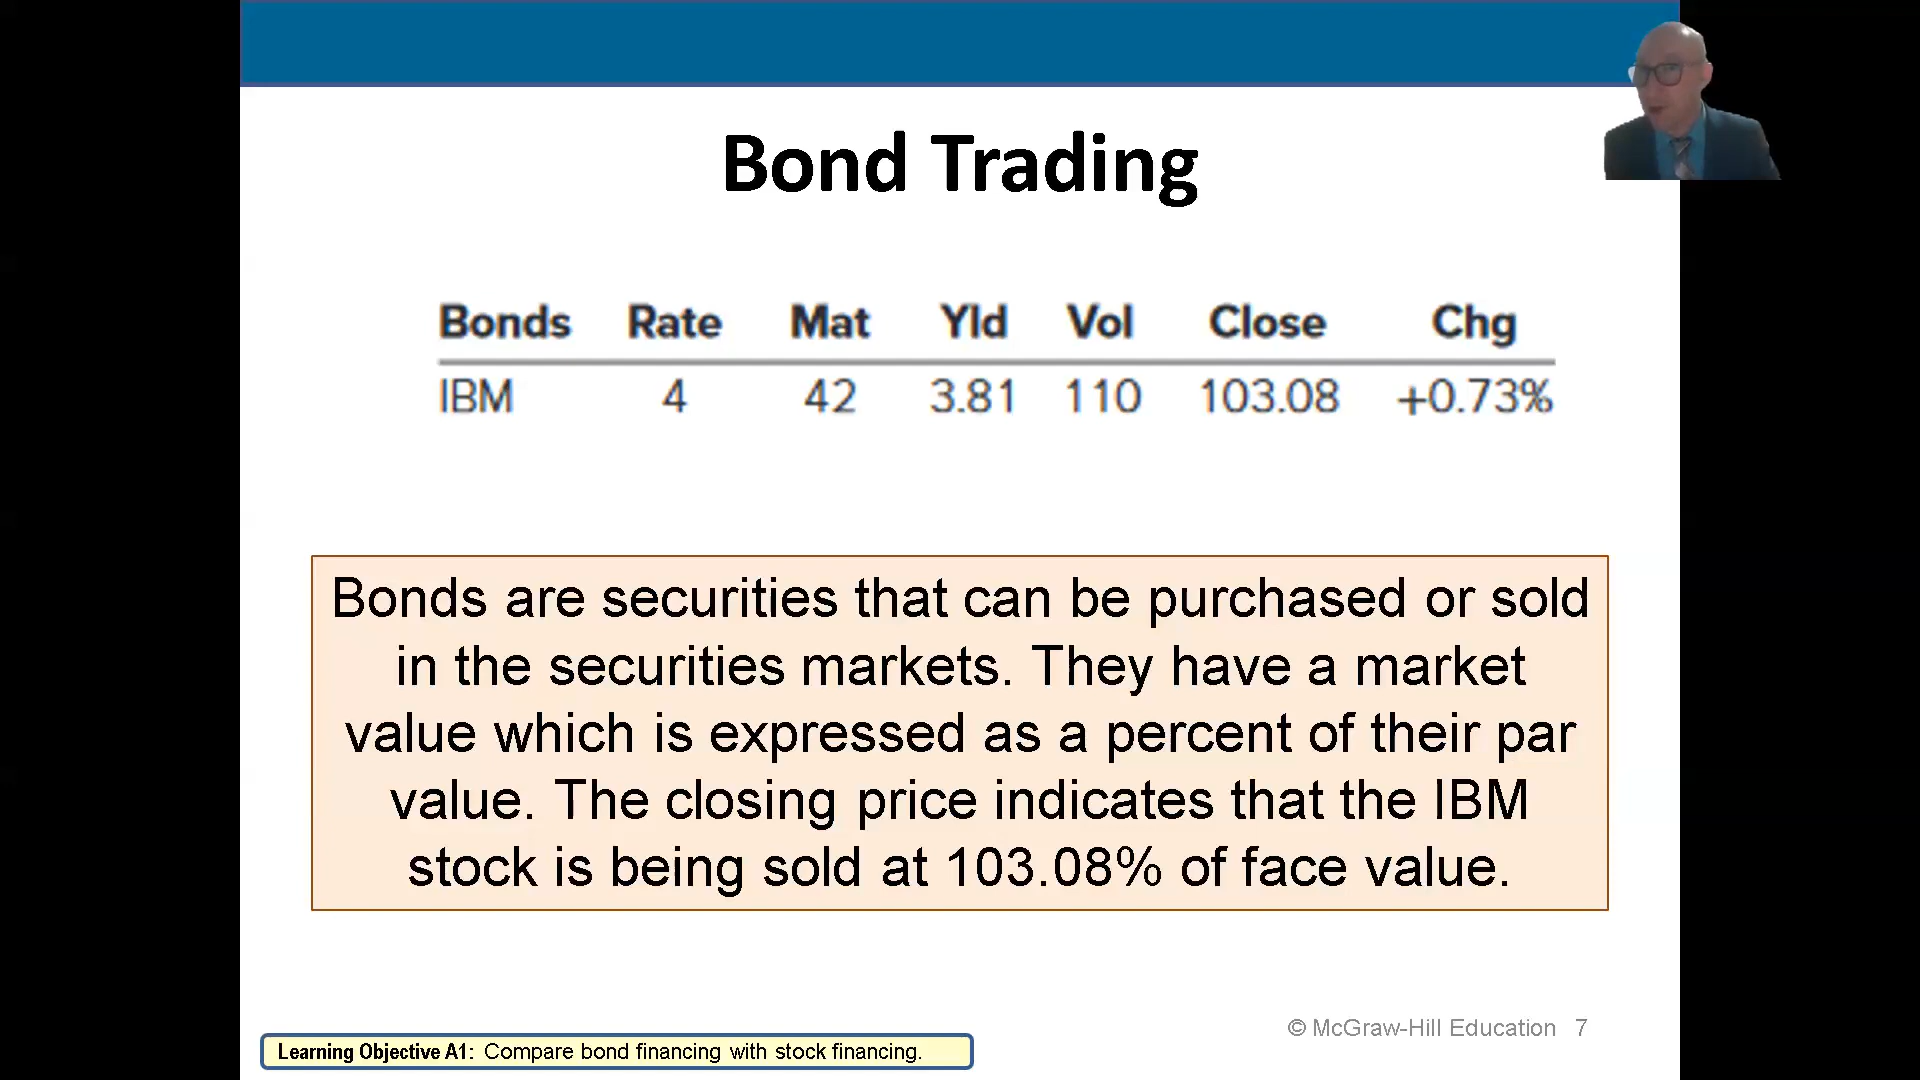 Bond Trading
Bonds Rate Mat Yld Vol Close Chg
IBM 4 42 3.81 110 103.08 +0.73%
Bonds are securities that can be purchased or sold
in the securities markets. They have a market
value which is expressed as a percent of their par
value. The closing price indicates that the IBM
stock is being sold at 103.08% of face value.
© McGraw-Hill Education 7
Learning Objective A1: Compare bond financing with stock financing.